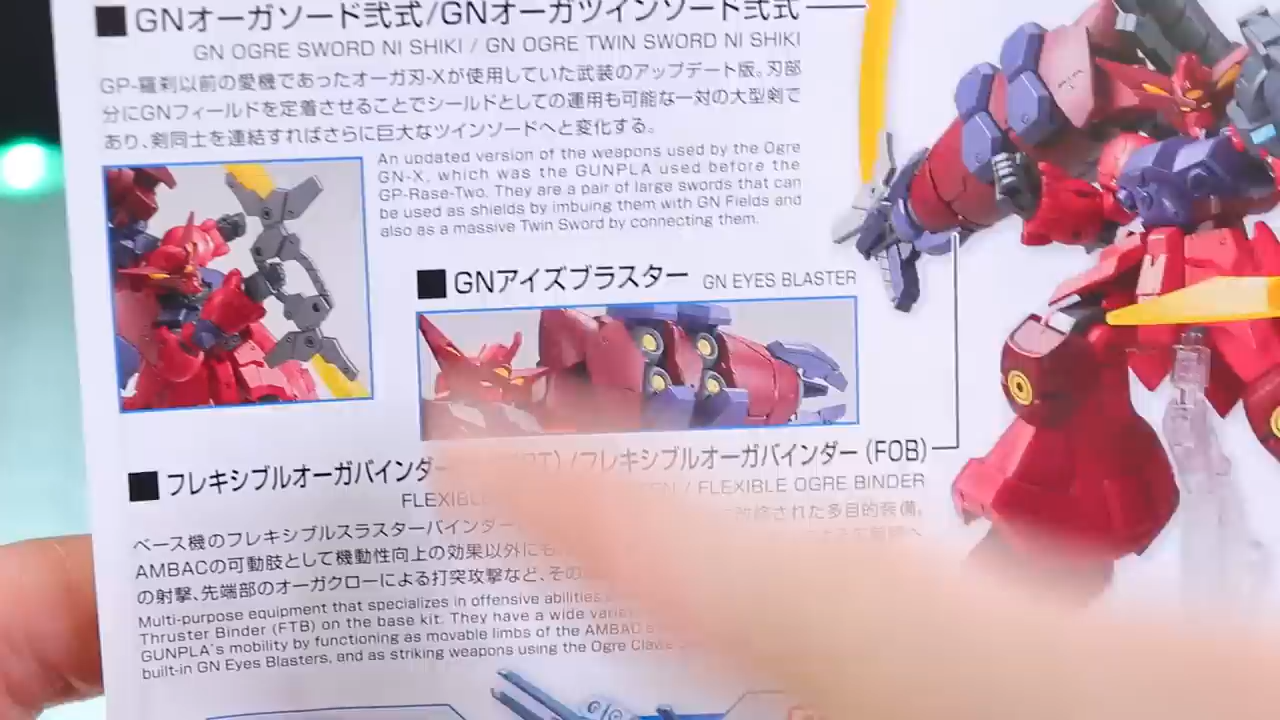 ■GNオーガソード弐式/GNオーガツインソード弐式
GN OGRE SWORD NI SHIKI / GN OGRE TWIN SWORD NI SHIKI
GP-羅刹以前の愛機であったオーガ刃-Xが使用していた武装のアップデート版。刃部
分にGNフィールドを定着させることでシールドとしての運用も可能な一対の大型剣で
あり、剣同士を連結すればさらに巨大なツインソードへと変化する。
An updated version of the weapons used by the Ogre
GN-X, which was the GUNPLA used before the
GP-Rase-Two. They are a pair of large swords that can
be used as shields by imbuing them with GN Fields and
also as a massive Twin Sword by connecting them.
■GNアイズブラスター GN EYES BLASTER
■フレキシブルオーガバインダー /フレキシブルオーガバインダー(FOB)
FLEXIBLE / FLEXIBLE OGRE BINDER
ベース機のフレキシブルスラスターバインダー 改修された多目的装備。
AMBACの可動肢として機動性向上の効果以外にも
の射撃、先端部のオーガクローによる打突攻撃など、その
Multi-purpose equipment that specializes in offensive abilities
Thruster Binder (FTB) on the base kit. They have a wide
GUNPLA's mobility by functioning as movable limbs of the AMBAC
built-in GN Eyes Blasters, and as striking weapons using the Ogre